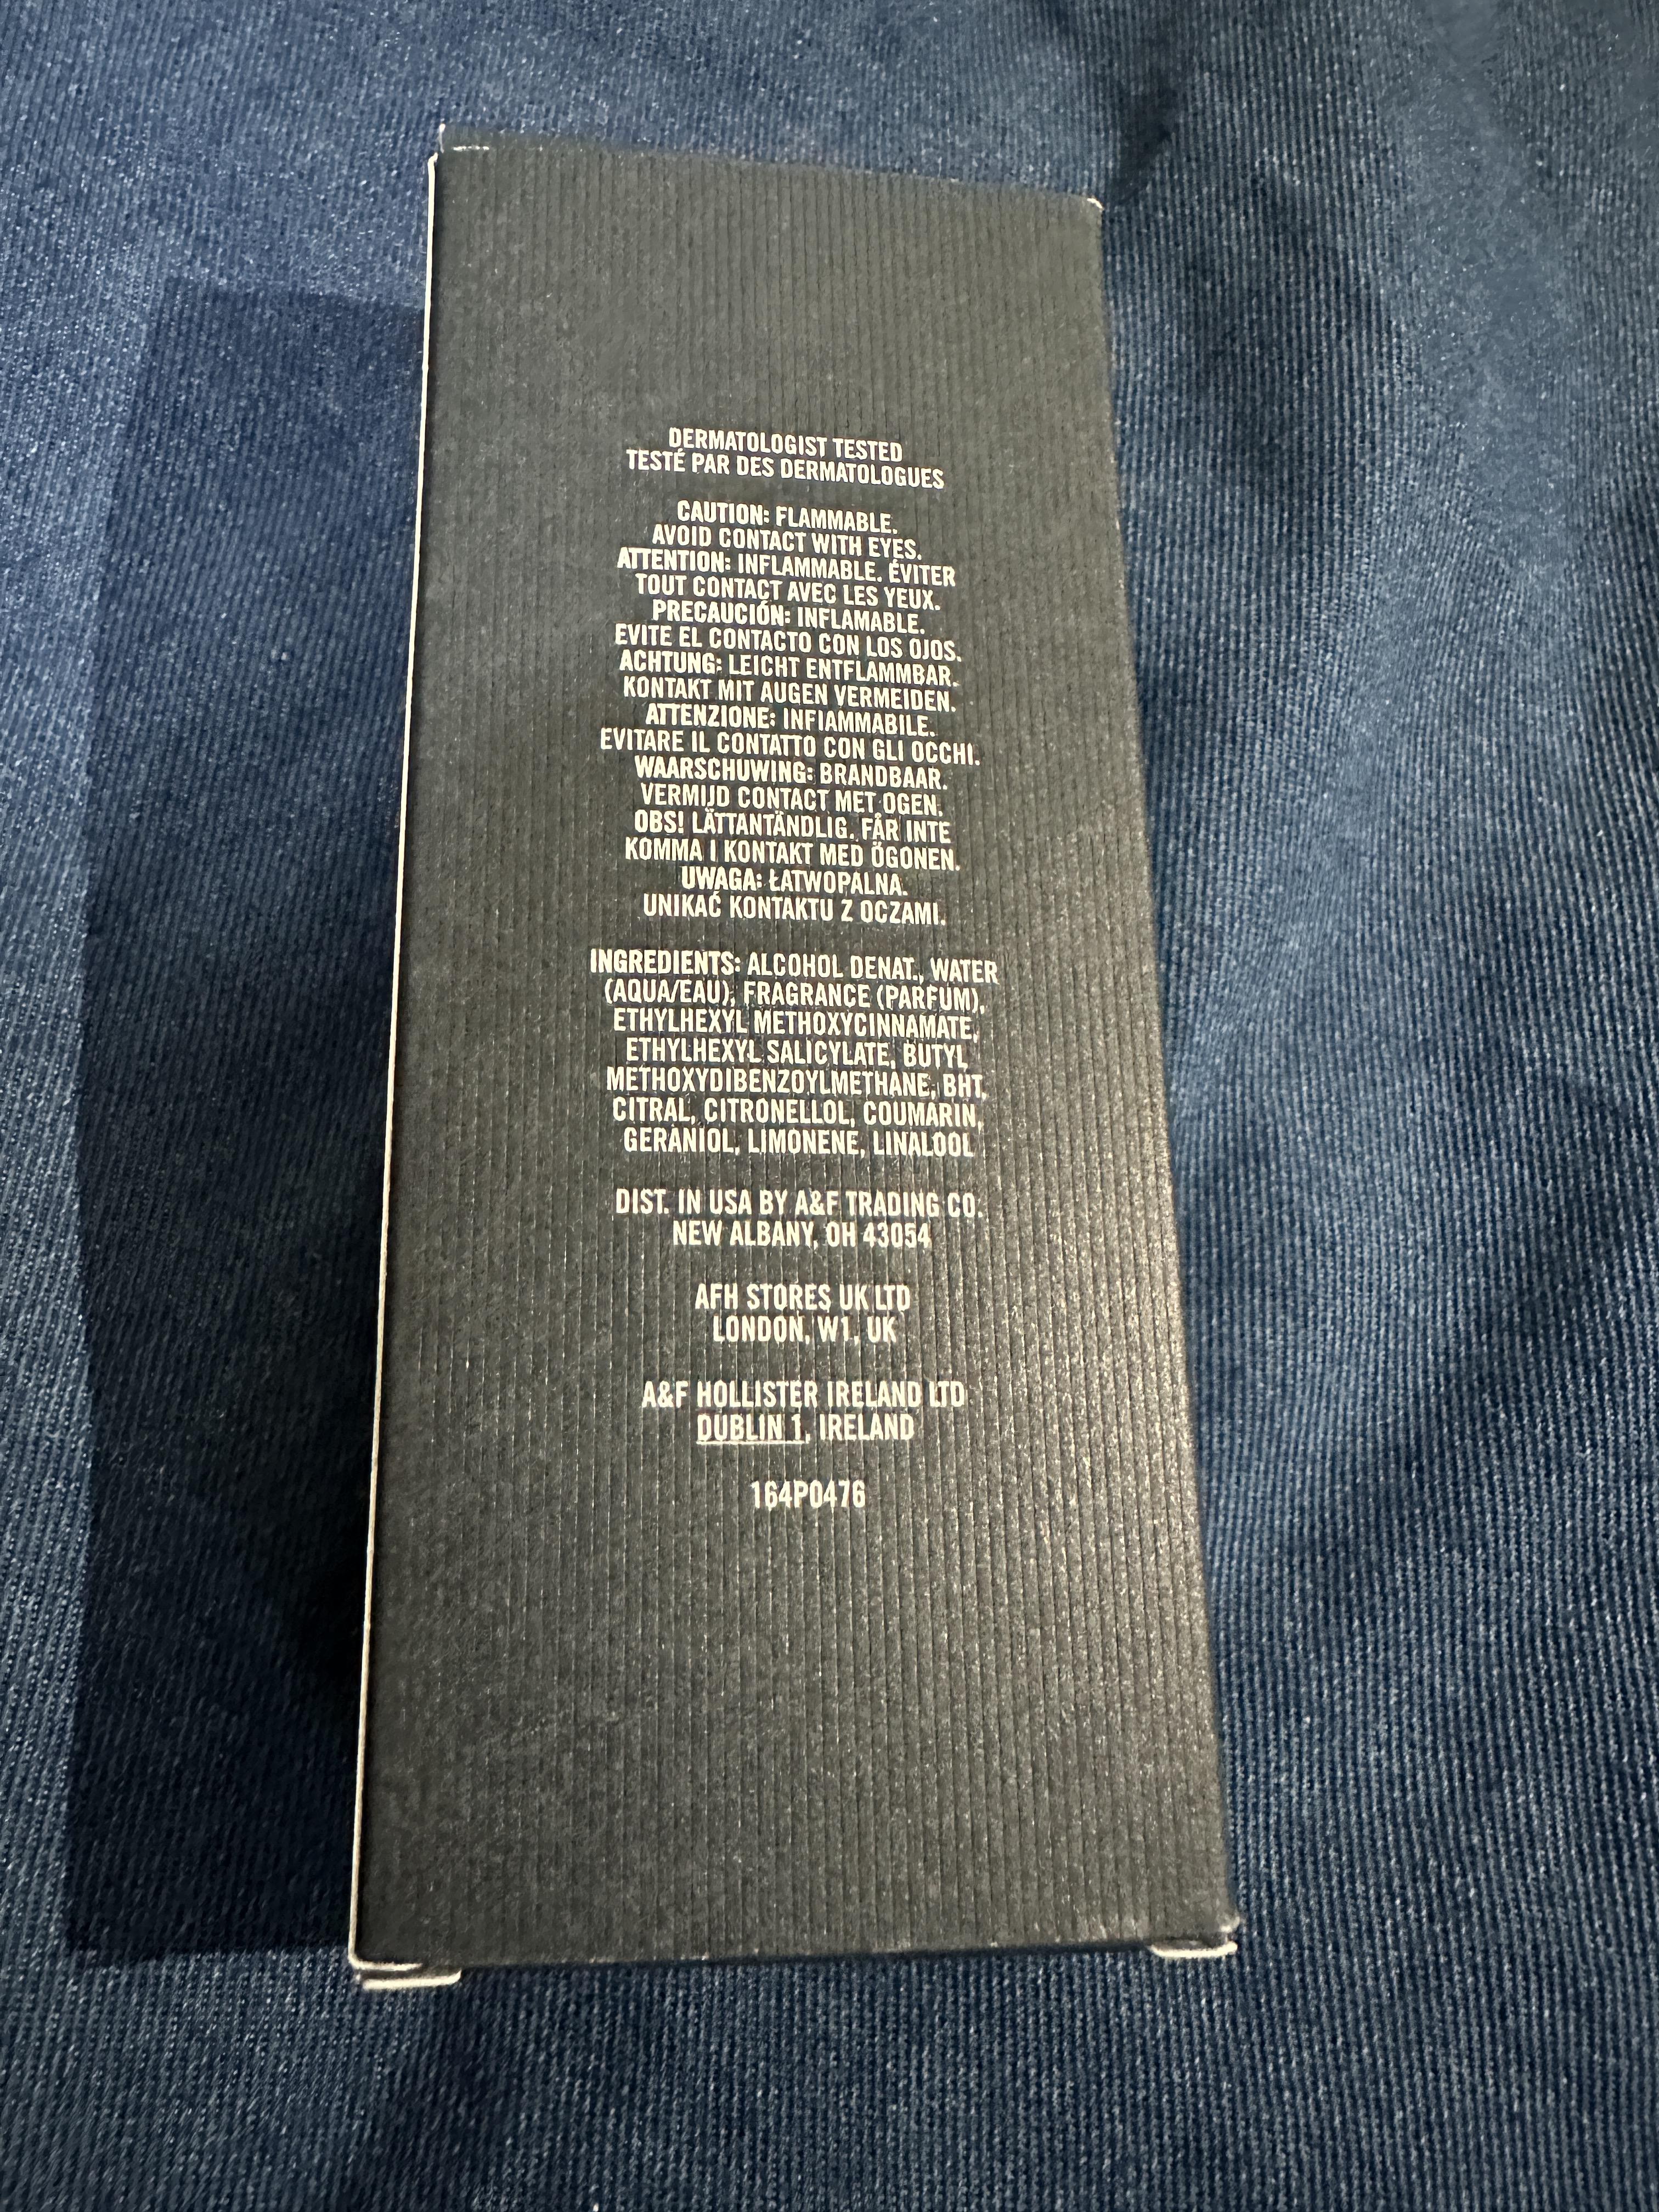 DERMATOLOGIST TESTED
TESTÉ PAR DES DERMATOLOGUES
CAUTION: FLAMMABLE.
AVOID CONTACT WITH EYES.
ATTENTION: INFLAMMABLE. ÉVITER
TOUT CONTACT AVEC LES YEUX.
PRECAUCIÓN: INFLAMABLE.
EVITE EL CONTACTO CON LOS OJOS.
ACHTUNG: LEICHT ENTFLAMMBAR.
KONTAKT MIT AUGEN VERMEIDEN.
ATTENZIONE: INFIAMMABILE.
EVITARE IL CONTATTO CON GLI OCCHI.
WAARSCHUWING: BRANDBAAR.
VERMIJD CONTACT MET OGEN.
OBS! LÄTTANTÄNDLIG. FÅR INTE
KOMMA I KONTAKT MED ÖGONEN.
UWAGA: ŁATWOPALNA.
UNIKAĆ KONTAKTU Z OCZAMI.
INGREDIENTS: ALCOHOL DENAT., WATER
(AQUA/EAU), FRAGRANCE (PARFUM),
ETHYLHEXYL METHOXYCINNAMATE,
ETHYLHEXYL SALICYLATE, BUTYL
METHOXYDIBENZOYLMETHANE, BHT,
CITRAL, CITRONELLOL, COUMARIN,
GERANIOL, LIMONENE, LINALOOL
DIST. IN USA BY A&F TRADING CO.
NEW ALBANY, OH 43054
AFH STORES UK LTD
LONDON, W1, UK
A&F HOLLISTER IRELAND LTD
DUBLIN 1, IRELAND
164P0476